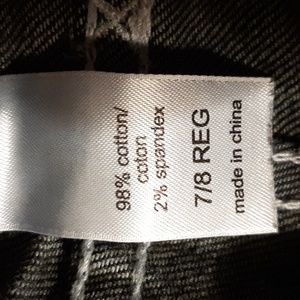 98% cotton/
coton
2% spandex
7/8 REG
made in china